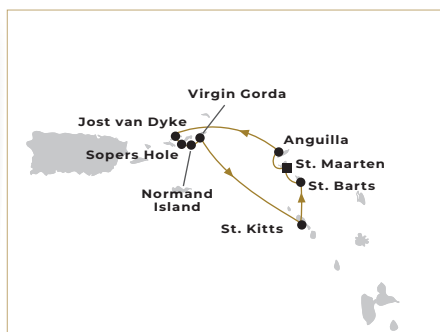 Virgin Gorda
Jost van Dyke
Anguilla
Sopers Hole
St. Maarten
St. Barts
Normand
Island
St. Kitts